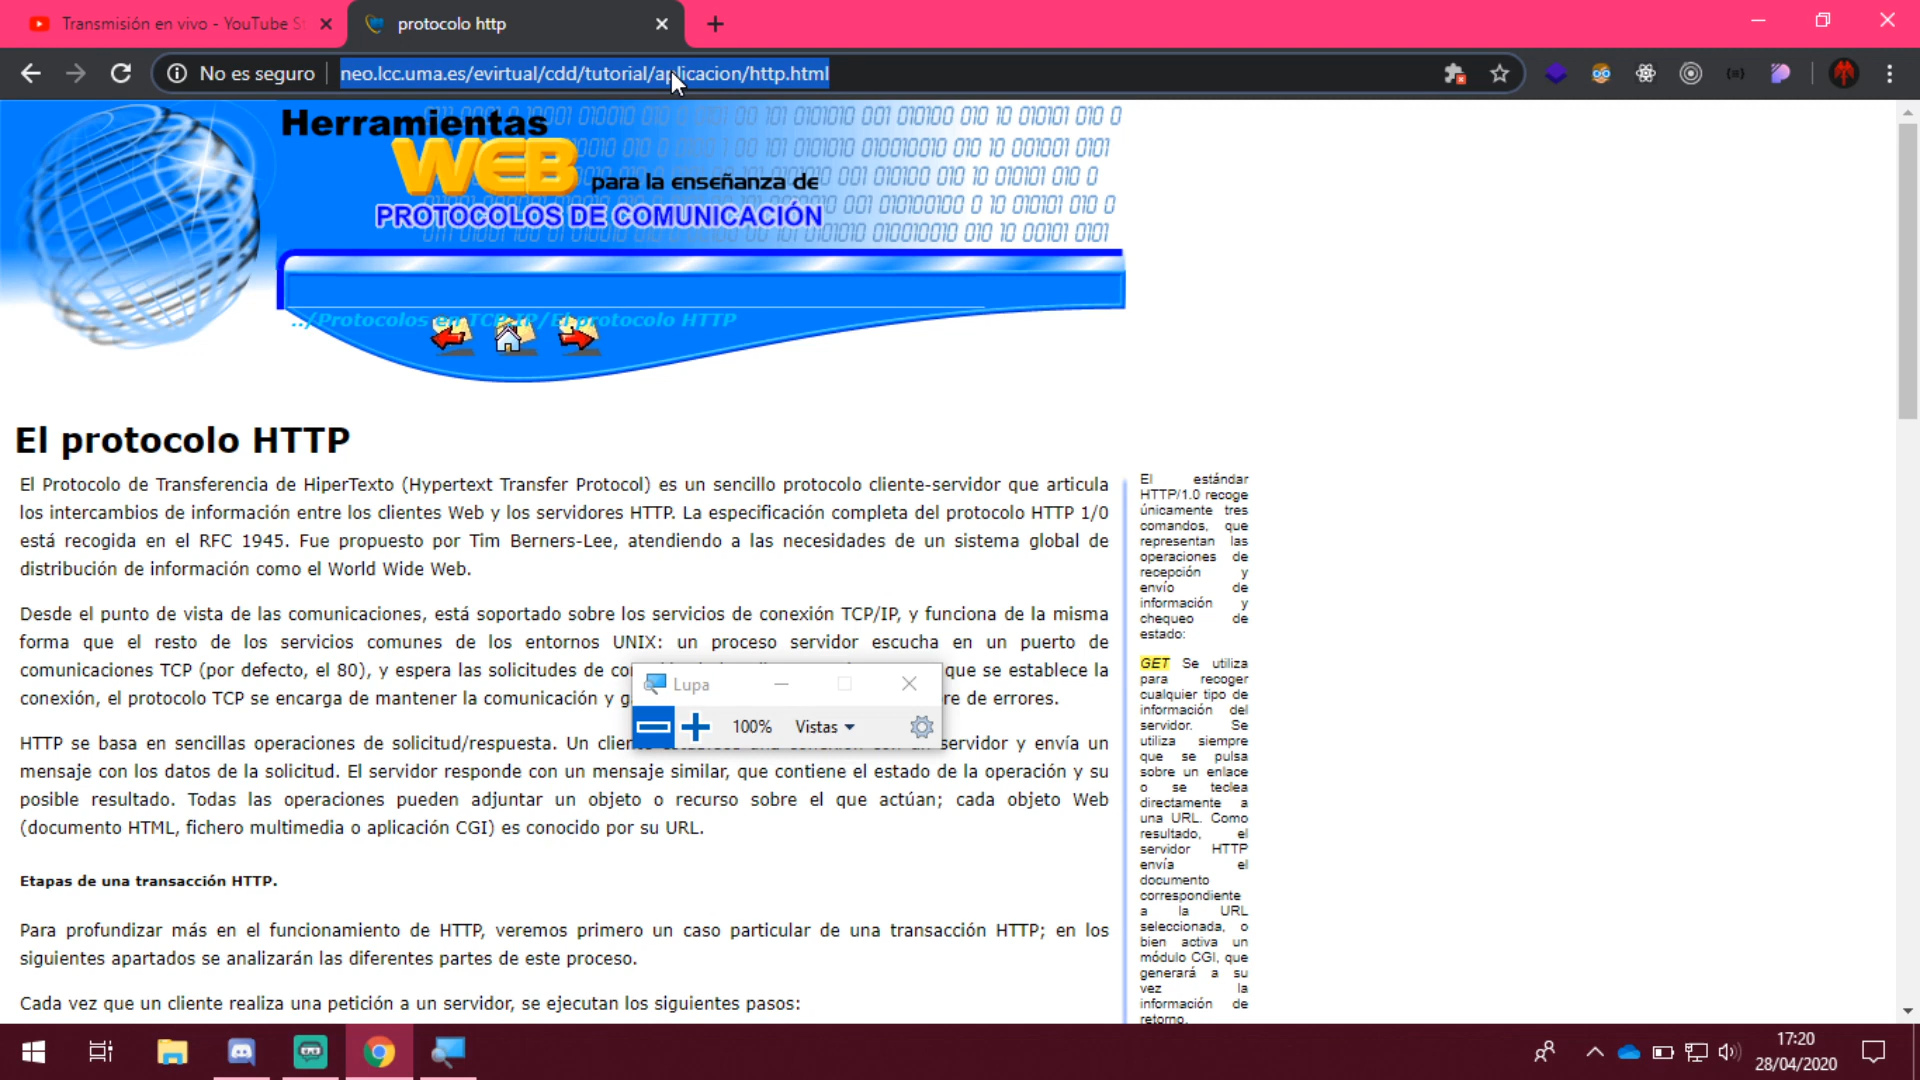 Transmisión en vivo - YouTube S
protocolo http
No es seguro
neo.lcc.uma.es/evirtual/cdd/tutorial/aplicacion/http.html
Herramientas
WEB
para la enseñanza de
PROTOCOLOS DE COMUNICACIÓN
../Protocolos en TCP-IP/El protocolo HTTP
El protocolo HTTP
El Protocolo de Transferencia de HiperTexto (Hypertext Transfer Protocol) es un sencillo protocolo cliente-servidor que articula
los intercambios de información entre los clientes Web y los servidores HTTP. La especificación completa del protocolo HTTP 1/0
está recogida en el RFC 1945. Fue propuesto por Tim Berners-Lee, atendiendo a las necesidades de un sistema global de
distribución de información como el World Wide Web.
Desde el punto de vista de las comunicaciones, está soportado sobre los servicios de conexión TCP/IP, y funciona de la misma
forma que el resto de los servicios comunes de los entornos UNIX: un proceso servidor escucha en un puerto de
comunicaciones TCP (por defecto, el 80), y espera las solicitudes de que se establece la
conexión, el protocolo TCP se encarga de mantener la comunicación y re de errores.
HTTP se basa en sencillas operaciones de solicitud/respuesta. Un cliente establece una conexión con un servidor y envía un
mensaje con los datos de la solicitud. El servidor responde con un mensaje similar, que contiene el estado de la operación y su
posible resultado. Todas las operaciones pueden adjuntar un objeto o recurso sobre el que actúan; cada objeto Web
(documento HTML, fichero multimedia o aplicación CGI) es conocido por su URL.
Etapas de una transacción HTTP.
Para profundizar más en el funcionamiento de HTTP, veremos primero un caso particular de una transacción HTTP; en los
siguientes apartados se analizarán las diferentes partes de este proceso.
Cada vez que un cliente realiza una petición a un servidor, se ejecutan los siguientes pasos:
El estándar
HTTP/1.0 recoge
únicamente tres
comandos, que
representan las
operaciones de
recepción y
envío de
información y
chequeo de
estado:
GET Se utiliza
para recoger
cualquier tipo de
información del
servidor. Se
utiliza siempre
que se pulsa
sobre un enlace
o se teclea
directamente a
una URL. Como
resultado, el
servidor HTTP
envía el
documento
correspondiente
a la URL
seleccionada, o
bien activa un
módulo CGI, que
generará a su
vez la
información de
retorno.
Lupa
100% Vistas
17:20
28/04/2020